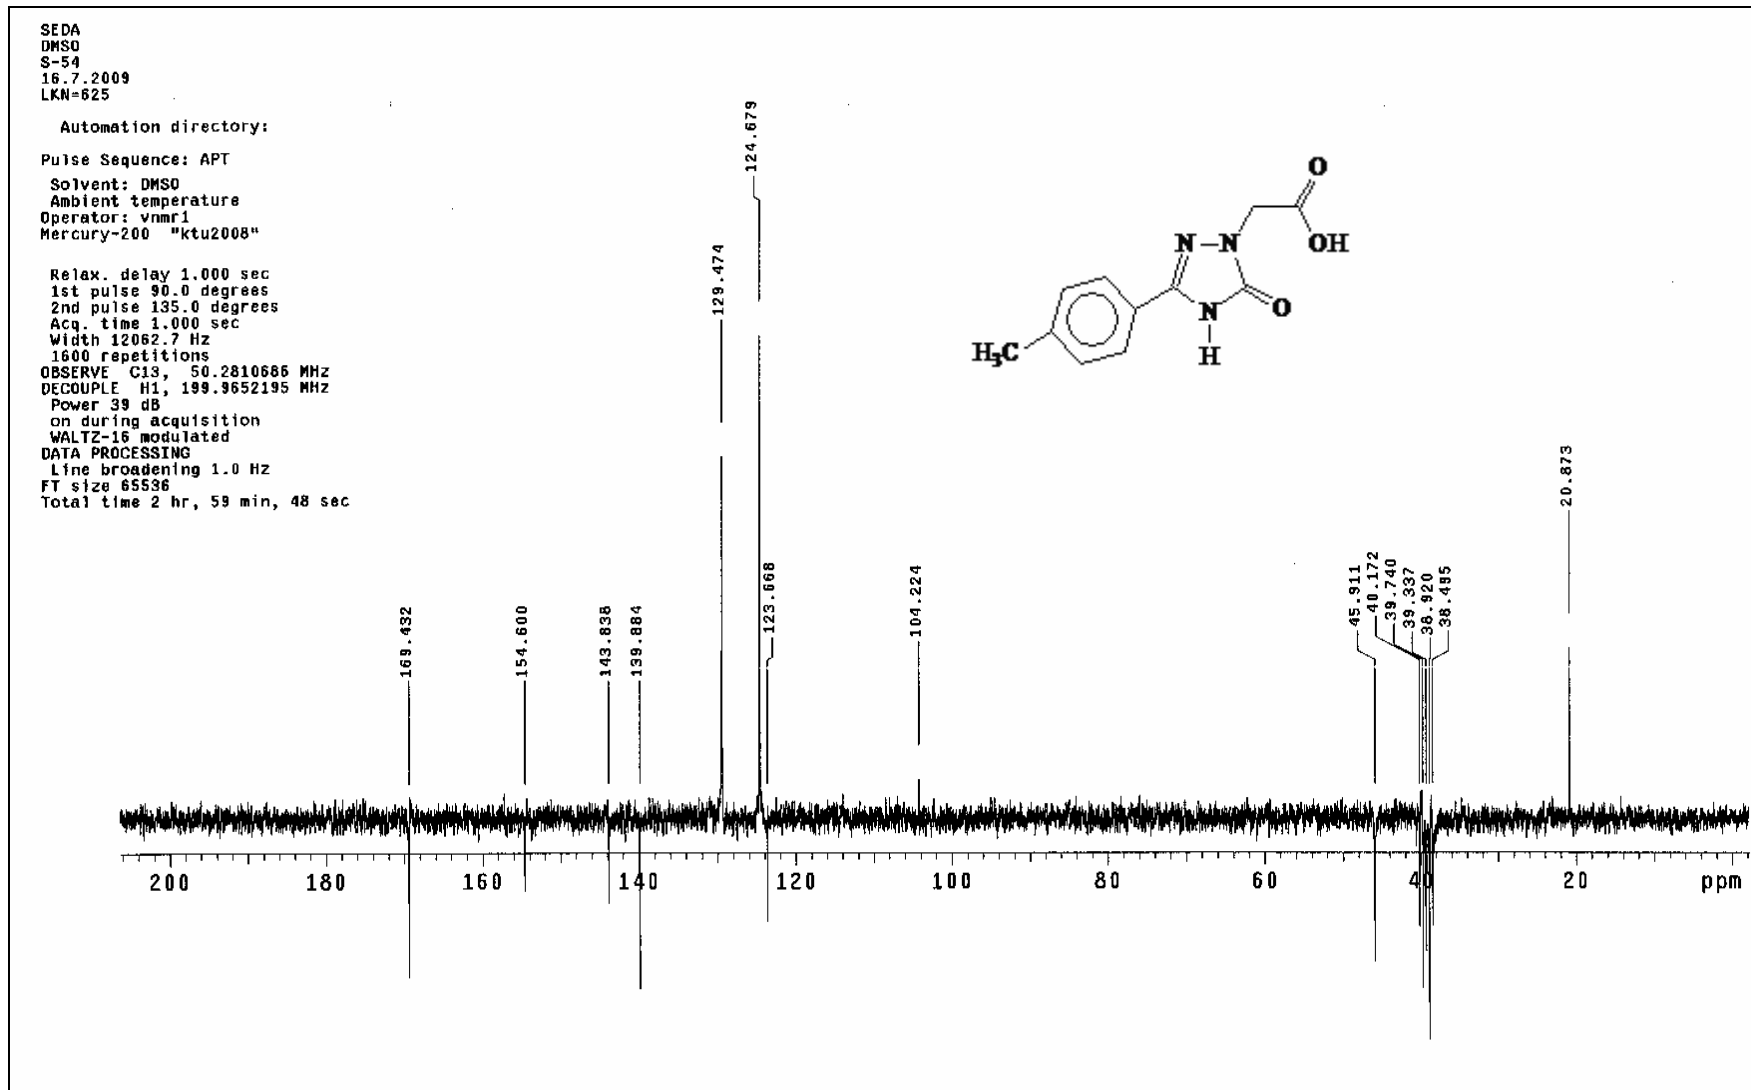 SEDA
DMSO
S-54
16.7.2009
LKN=625
Automation directory:
Pulse Sequence: APT
Solvent: DMSO
Ambient temperature
Operator: vnmr1
Mercury-200 "ktu2008"
Relax. delay 1.000 sec
1st pulse 90.0 degrees
2nd pulse 135.0 degrees
Acq. time 1.000 sec
Width 12062.7 Hz
1600 repetitions
OBSERVE C13, 50.2810686 MHz
DECOUPLE H1, 199.9652195 MHz
Power 39 dB
on during acquisition
WALTZ-16 modulated
DATA PROCESSING
Line broadening 1.0 Hz
FT size 65536
Total time 2 hr, 59 min, 48 sec
169.432
154.600
143.838
139.884
129.474
124.679
123.668
104.224
45.911
40.172
39.740
39.337
38.920
38.495
20.873
O
OH
N
N
O
N
H
H3C
200 180 160 140 120 100 80 60 40 20 ppm